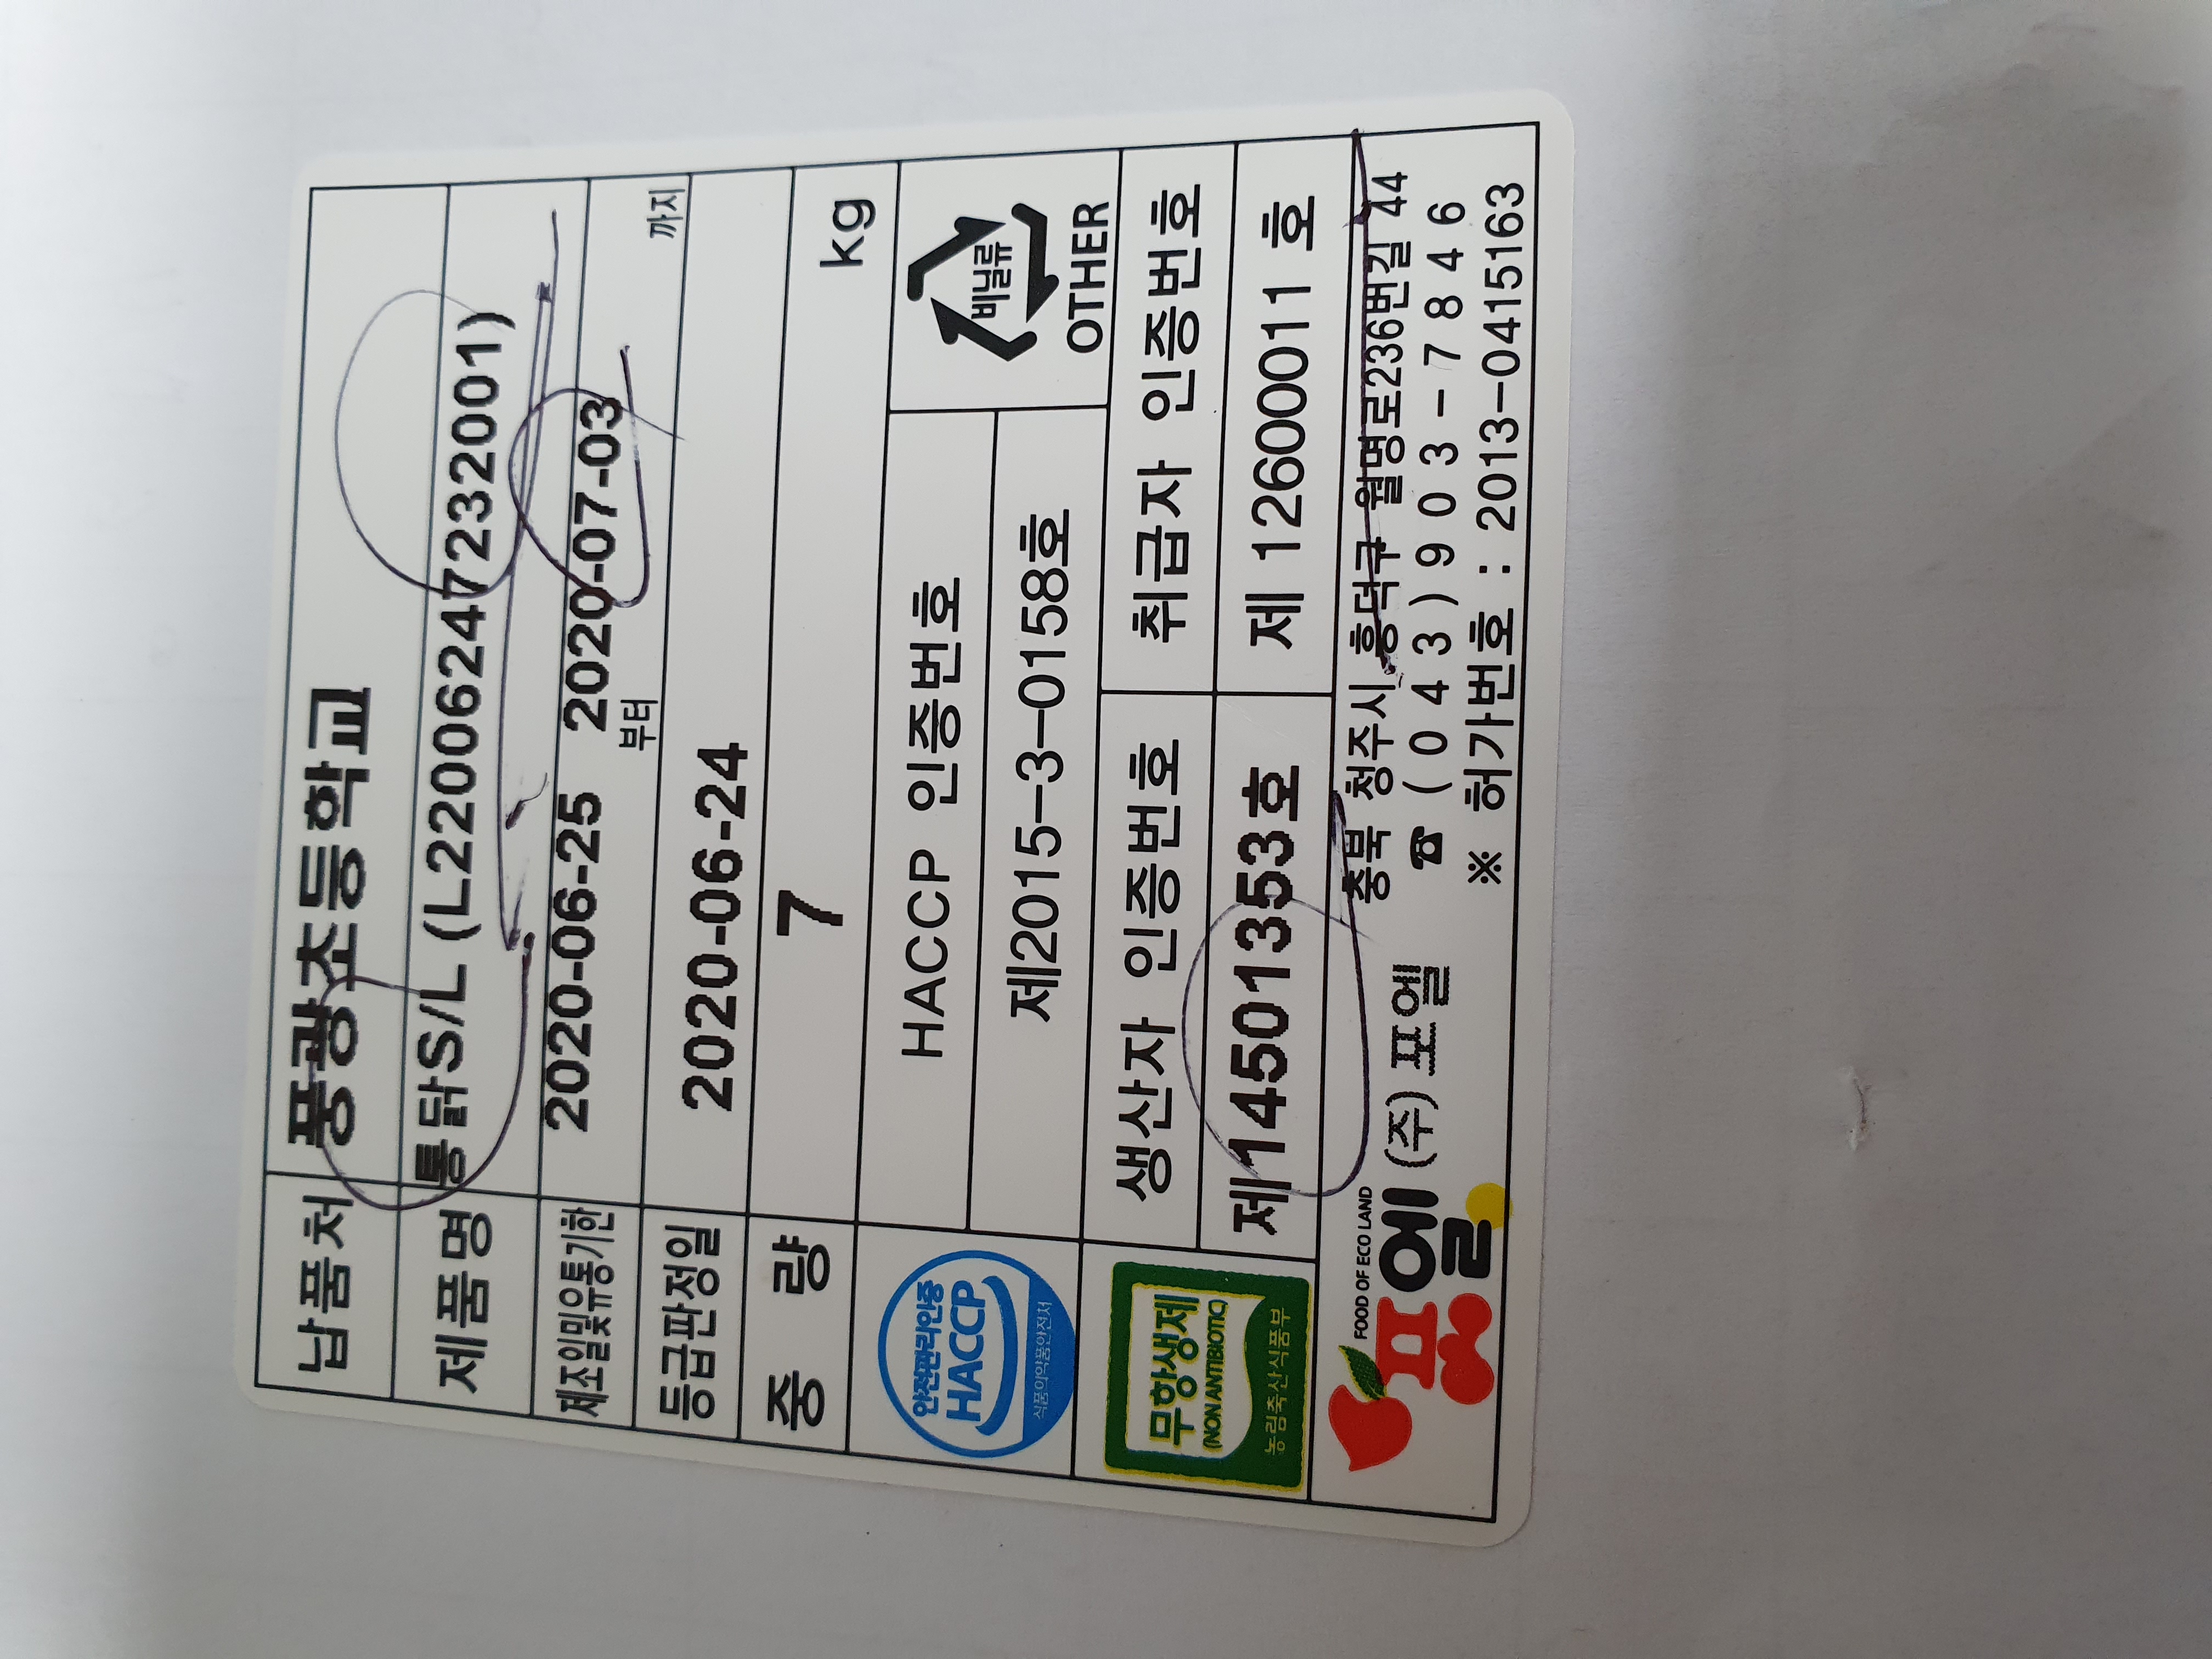 납품처 풍광초등학교
제품명 통닭S/L (L22006247232001)
제조일및유통기한 2020-06-25 부터 2020-07-03 까지
등급판정일 2020-06-24
중 량 7 kg
안전관리인증
HACCP
식품의약품안전처
HACCP 인증번호
제2015-3-0158호
비닐류
OTHER
무항생제
(NON ANTIBIOTIC)
농림축산식품부
생산자 인증번호 취급자 인증번호
제14501353호 제 1260011 호
FOOD OF ECO LAND
푸엘
(주) 푸엘 충북 청주시 흥덕구 월명로236번길 44
☎ (043)903-7846
※ 허가번호 : 2013-0415163